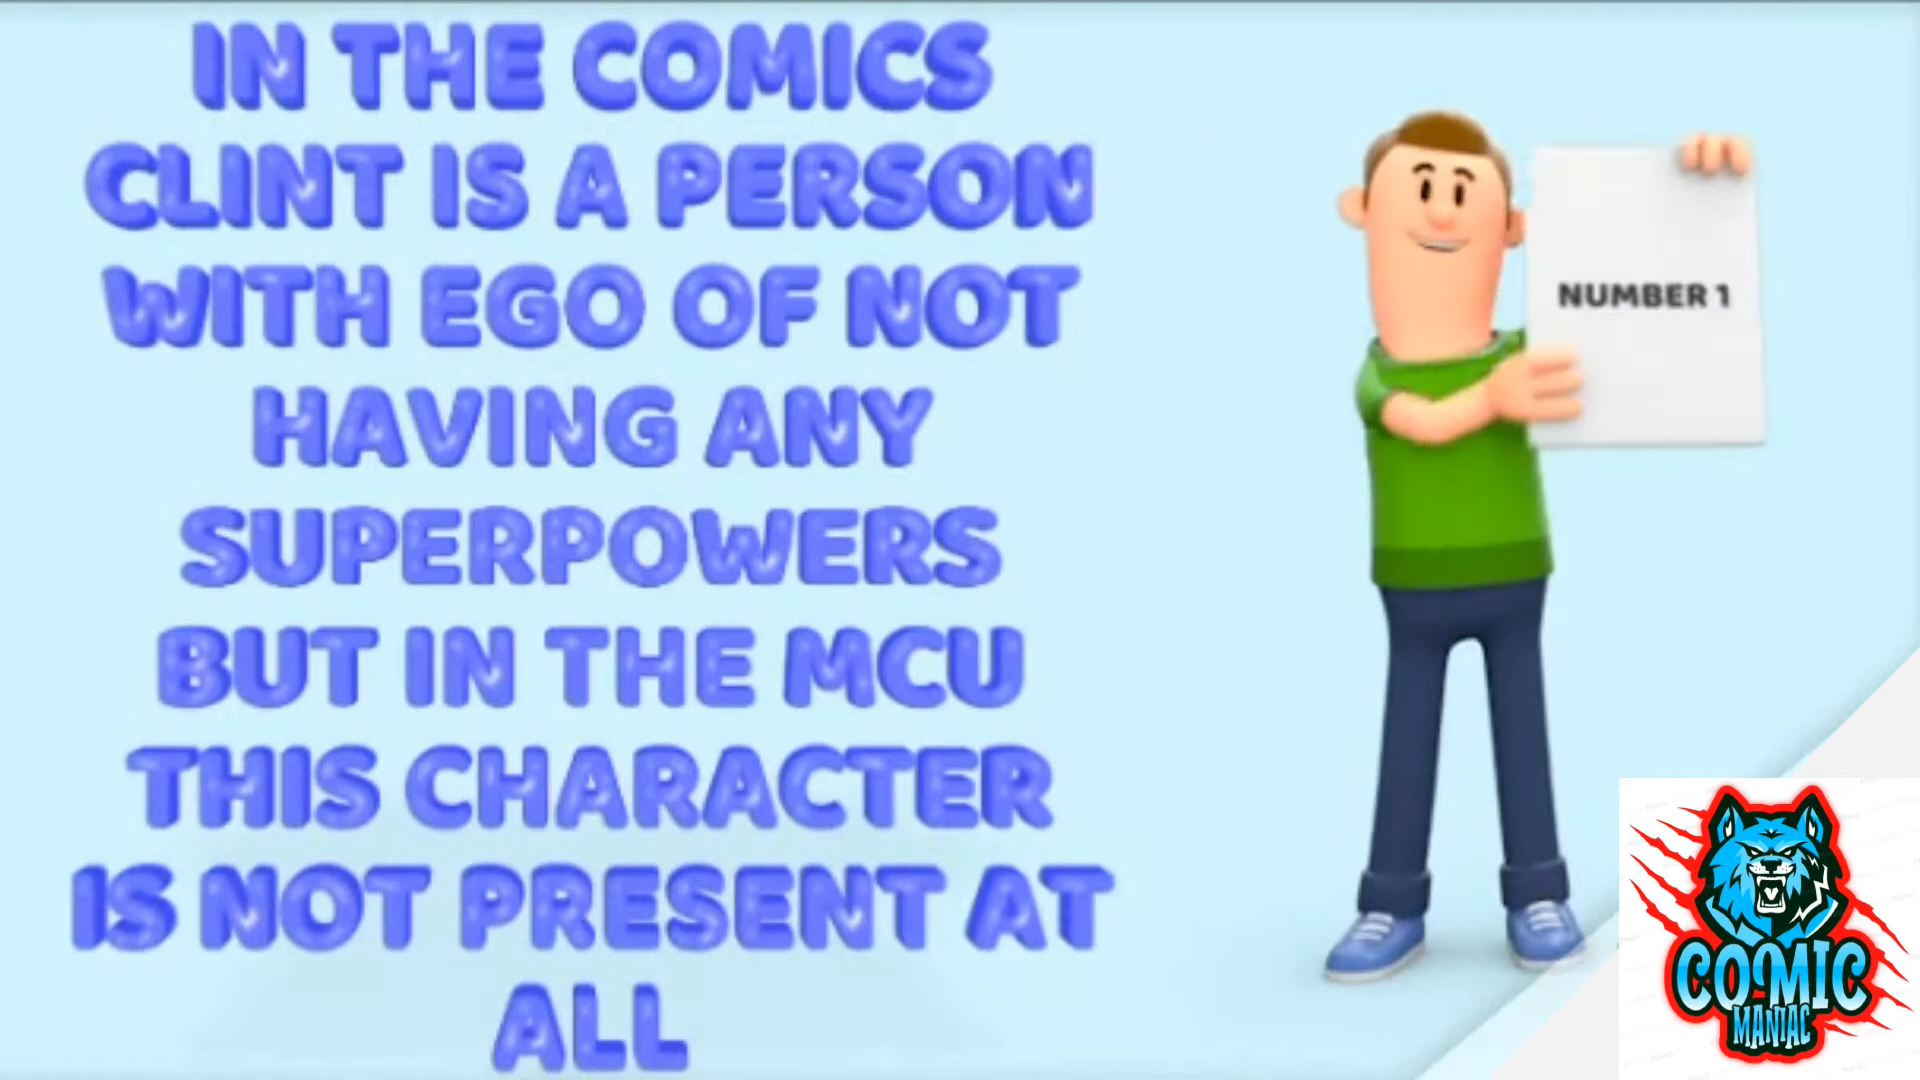 IN THE COMICS
CLINT IS A PERSON
WITH EGO OF NOT
HAVING ANY
SUPERPOWERS
BUT IN THE MCU
THIS CHARACTER
IS NOT PRESENT AT
ALL
NUMBER 1
COMIC
MANIAC